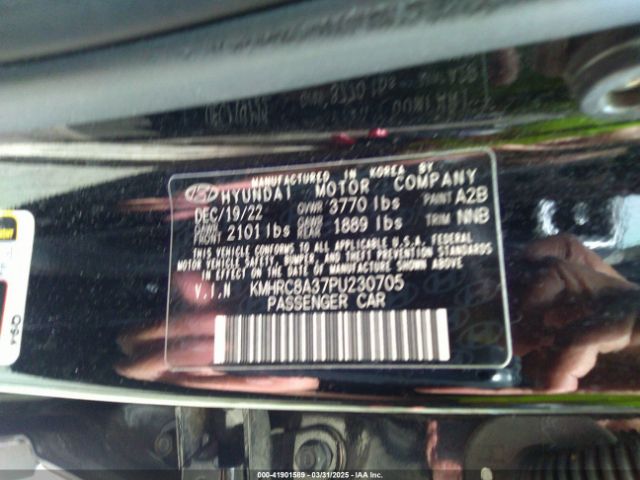 MANUFACTURED IN KOREA BY
HYUNDAI MOTOR COMPANY
DEC/19/22 GVWR 3770 lbs PAINT A2B
GAWR FRONT 2101 lbs GAWR REAR 1889 lbs TRIM NNB
THIS VEHICLE CONFORMS TO ALL APPLICABLE U.S.A. FEDERAL
MOTOR VEHICLE SAFETY, BUMPER, AND THEFT PREVENTION STANDARDS
IN EFFECT ON THE DATE OF MANUFACTURE SHOWN ABOVE.
V.I.N KMHRC8A37PU230705
PASSENGER CAR
000-41901589 - 03/31/2025 - IAA Inc.